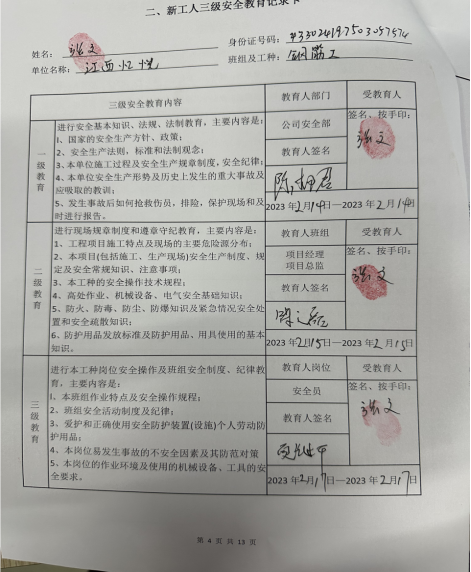 二、新工人三级安全教育记录卡
姓名：张文 身份证号码：
单位名称：江西忆悦 班组及工种：钢筋工
三级安全教育内容 教育人部门 受教育人
一级教育
进行安全基本知识、法规、法制教育，主要内容是：
1、国家的安全生产方针、政策；
2、安全生产法则，标准和法制观念；
3、本单位施工过程及安全生产规章制度，安全纪律；
4、本单位安全生产形势及历史上发生的重大事故及
应吸取的教训；
5、发生事故后如何抢救伤员，排险，保护现场和及
时进行报告。
公司安全部 签名、按手印：
教育人签名 张文
2023年2月14日—2023年2月14日
二级教育
进行现场规章制度和遵章守纪教育，主要内容是：
1、工程项目施工特点及现场的主要危险源分布；
2、本项目(包括施工、生产现场)安全生产制度、规
定及安全常规知识、注意事项；
3、本工种的安全操作技术规程；
4、高处作业、机械设备、电气安全基础知识；
5、防火、防毒、防尘、防爆知识及紧急情况安全处
置和安全疏散知识；
6、防护用品发放标准及防护用品、用具使用的基本
知识。
教育人班组 受教育人
项目经理
项目总监
签名、按手印：
教育人签名 张文
2023年2月15日—2023年2月15日
三级教育
进行本工种岗位安全操作及班组安全制度、纪律教
育，主要内容是：
1、本班组作业特点及安全操作规程；
2、班组安全活动制度及纪律；
3、爱护和正确使用安全防护装置(设施)个人劳动防
护用品；
4、本岗位易发生事故的不安全因素及其防范对策
5、本岗位的作业环境及使用的机械设备、工具的安
全要求。
教育人岗位 受教育人
安全员 签名、按手印：
教育人签名 张文
2023年2月17日—2023年2月17日
第 4 页 共 13 页